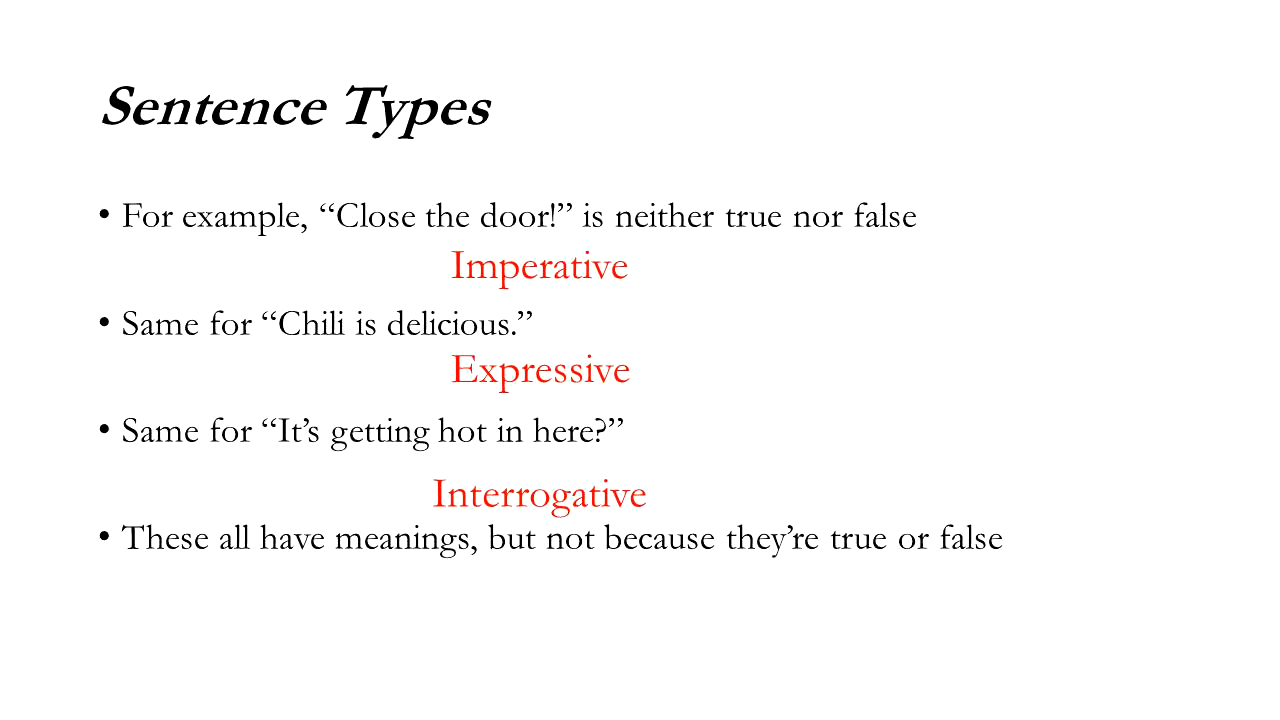 Sentence Types
• For example, “Close the door!” is neither true nor false
Imperative
• Same for “Chili is delicious.”
Expressive
• Same for “It’s getting hot in here?”
Interrogative
• These all have meanings, but not because they’re true or false